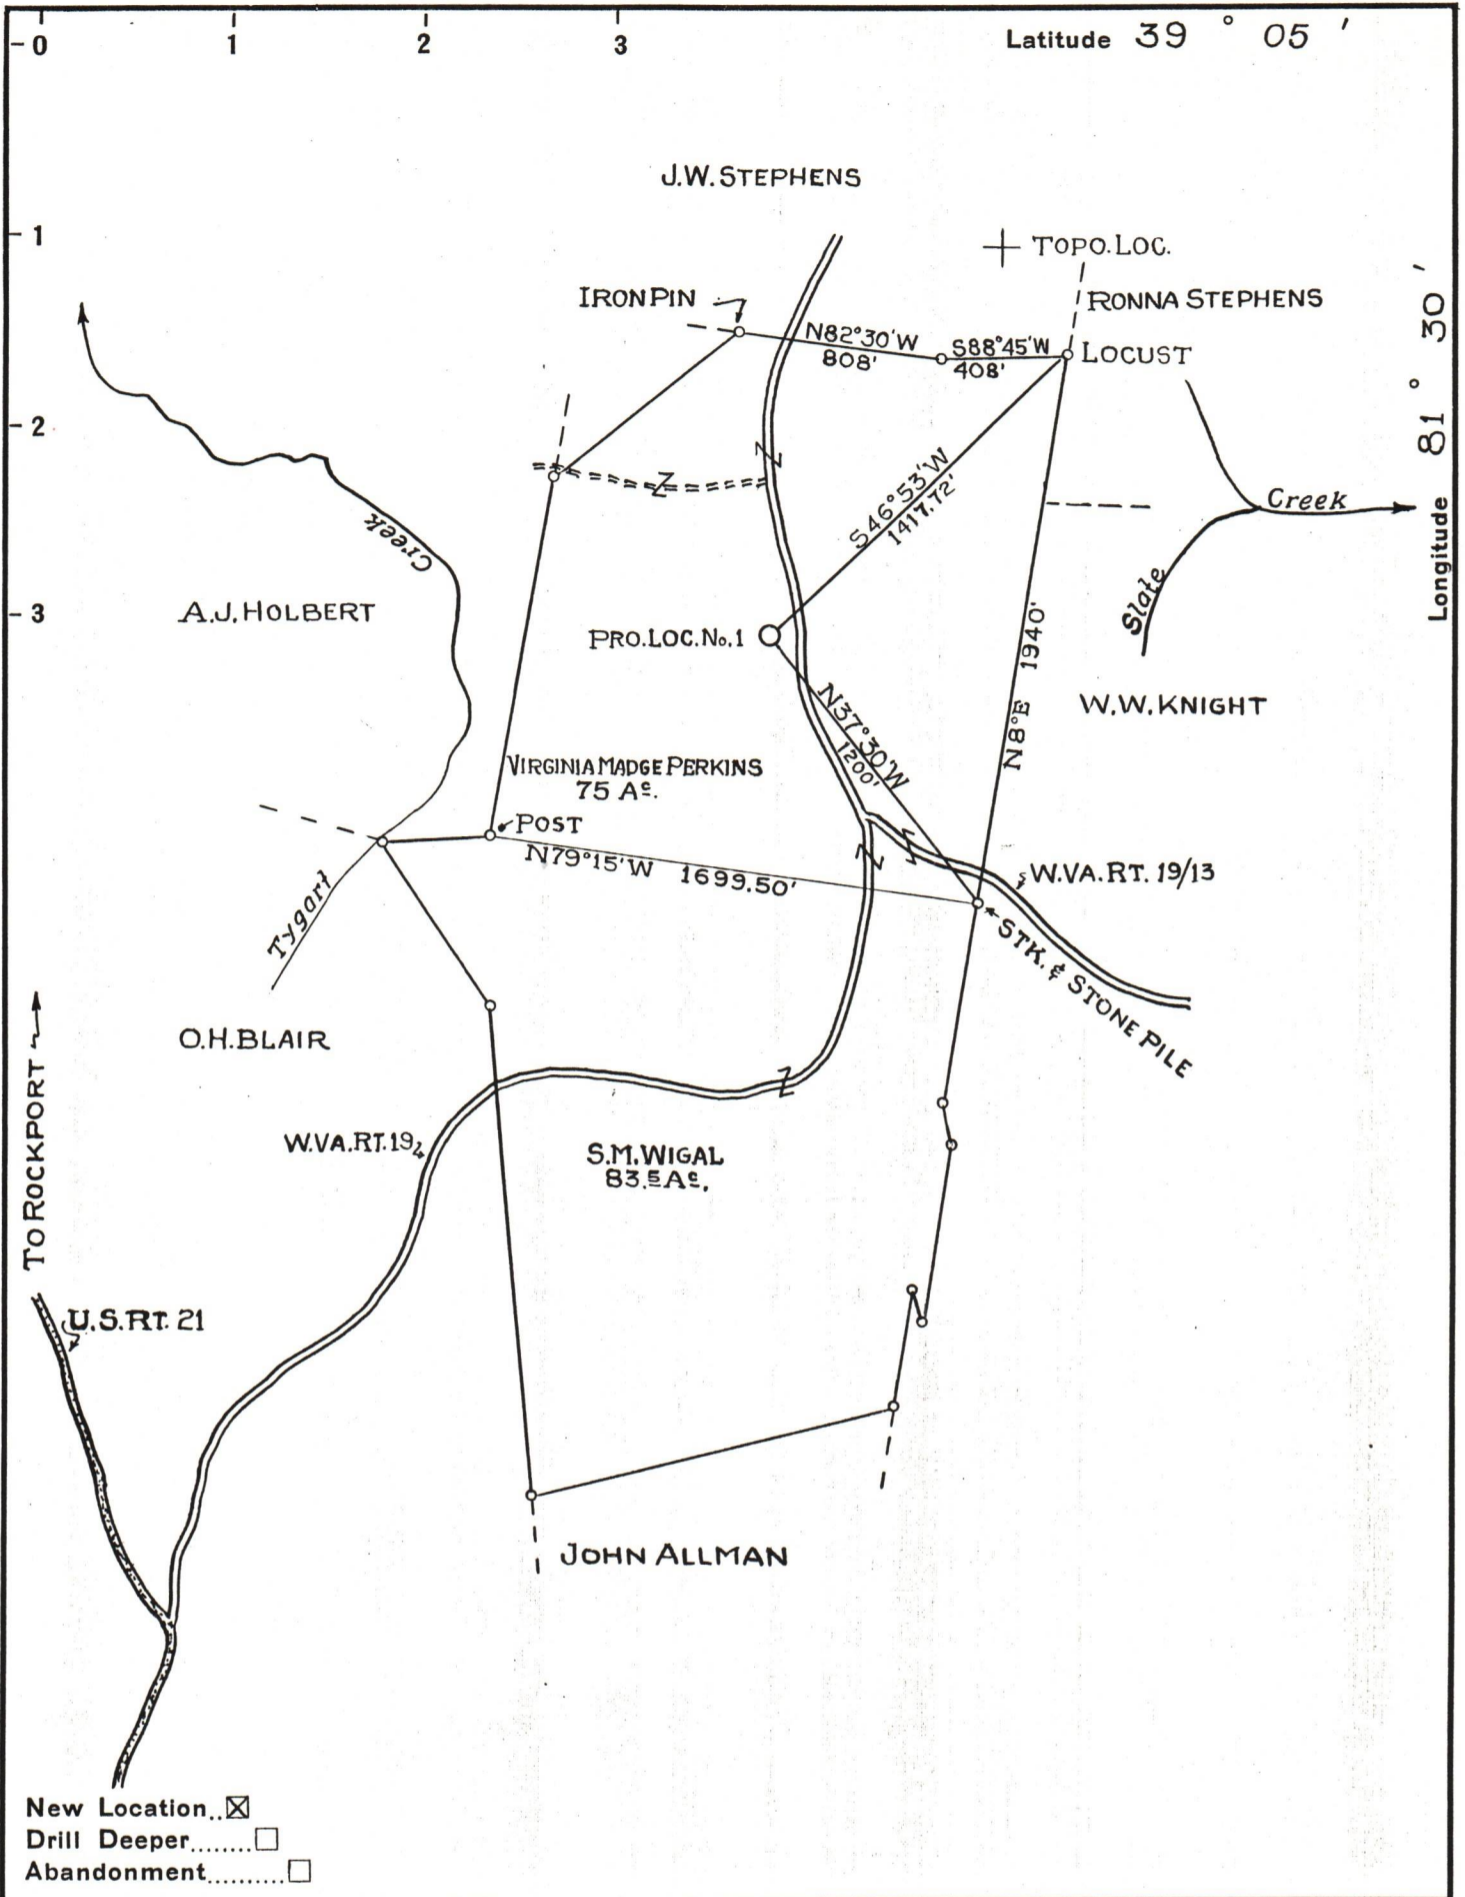 0 1 2 3
Latitude 39 ° 05 '
J.W. STEPHENS
1
TOPO. LOC.
IRON PIN
RONNA STEPHENS
Longitude 81 ° 30 '
N82°30'W
808'
S88°45'W
408'
LOCUST
2
S46°53'W
1417.72'
Creek
Creek
Slate
3
A.J. HOLBERT
PRO. LOC. No. 1
N8°E 1940'
W.W. KNIGHT
N37°30'W
1200'
VIRGINIA MADGE PERKINS
75 Ac.
POST
N79°15'W 1699.50'
W.VA. RT. 19/13
Tygart
STK. & STONE PILE
O.H. BLAIR
TO ROCKPORT
W.VA. RT. 19
S.M. WIGAL
83.5 Ac.
U.S. RT. 21
JOHN ALLMAN
New Location..☒
Drill Deeper........☐
Abandonment..........☐